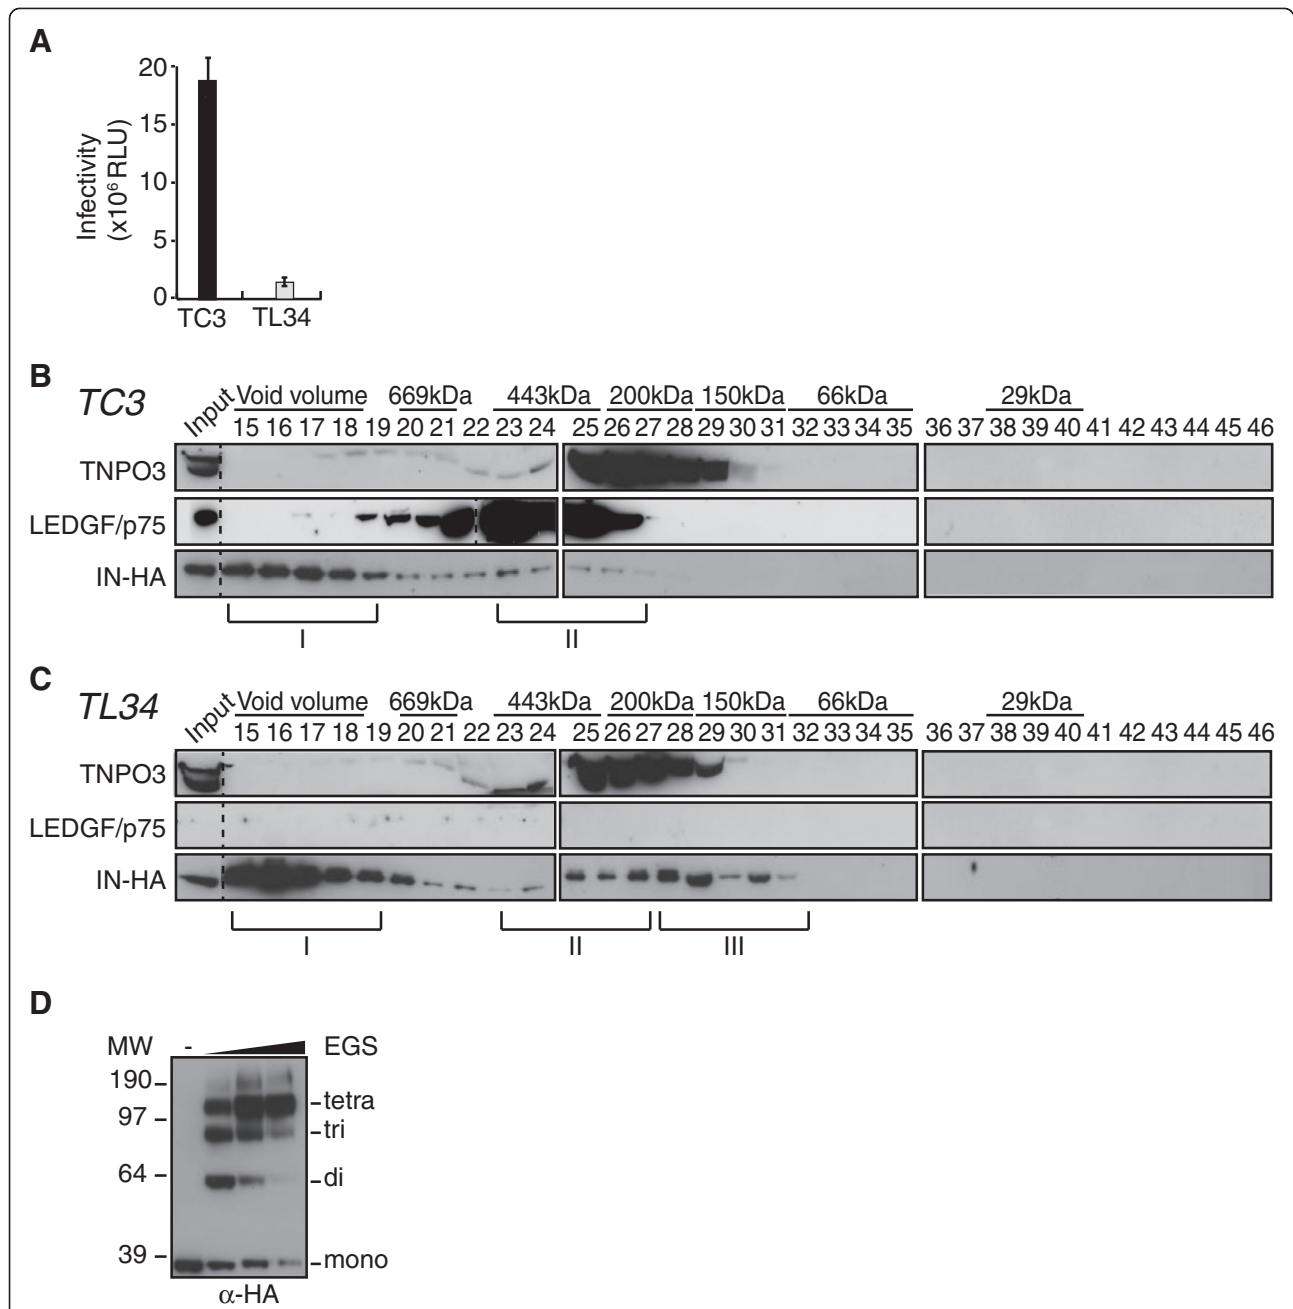 A
20
15
10
5
0
Infectivity
(x10⁶ RLU)
TC3 TL34
B
TC3
Input Void volume 669kDa 443kDa 200kDa 150kDa 66kDa 29kDa
15 16 17 18 19 20 21 22 23 24 25 26 27 28 29 30 31 32 33 34 35 36 37 38 39 40 41 42 43 44 45 46
TNPO3
LEDGF/p75
IN-HA
I II
C
TL34
Input Void volume 669kDa 443kDa 200kDa 150kDa 66kDa 29kDa
15 16 17 18 19 20 21 22 23 24 25 26 27 28 29 30 31 32 33 34 35 36 37 38 39 40 41 42 43 44 45 46
TNPO3
LEDGF/p75
IN-HA
I II III
D
MW - EGS
190
97
64
39
tetra
tri
di
mono
α-HA